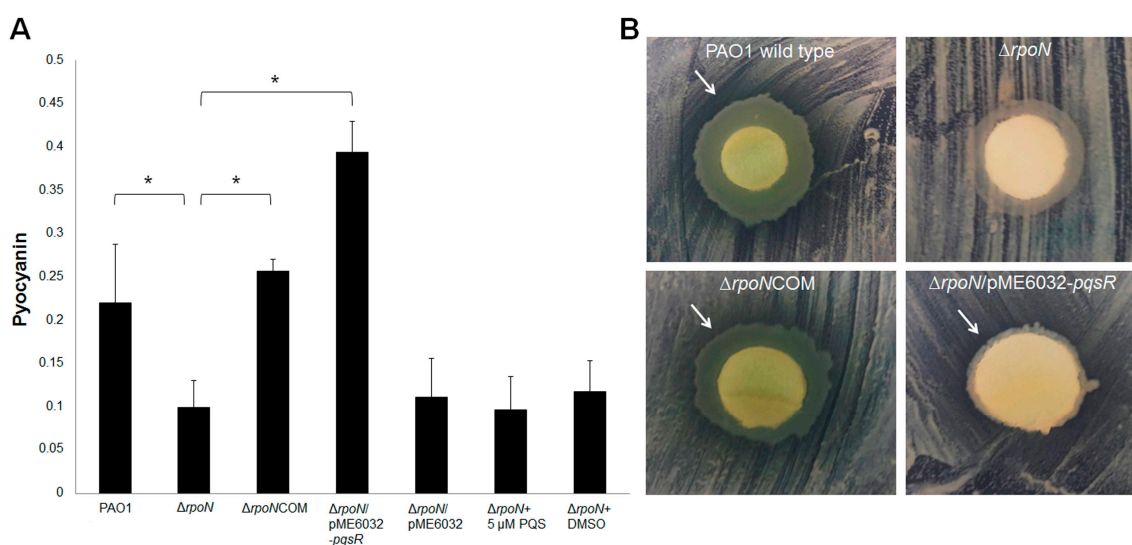 A
B
Pyocyanin
0.5
0.45
0.4
0.35
0.3
0.25
0.2
0.15
0.1
0.05
0
*
*
*
PAO1
ΔrpoN
ΔrpoNCOM
ΔrpoN/
pME6032
-pqsR
ΔrpoN/
pME6032
ΔrpoN+
5 µM PQS
ΔrpoN+
DMSO
PAO1 wild type
ΔrpoN
ΔrpoNCOM
ΔrpoN/pME6032-pqsR